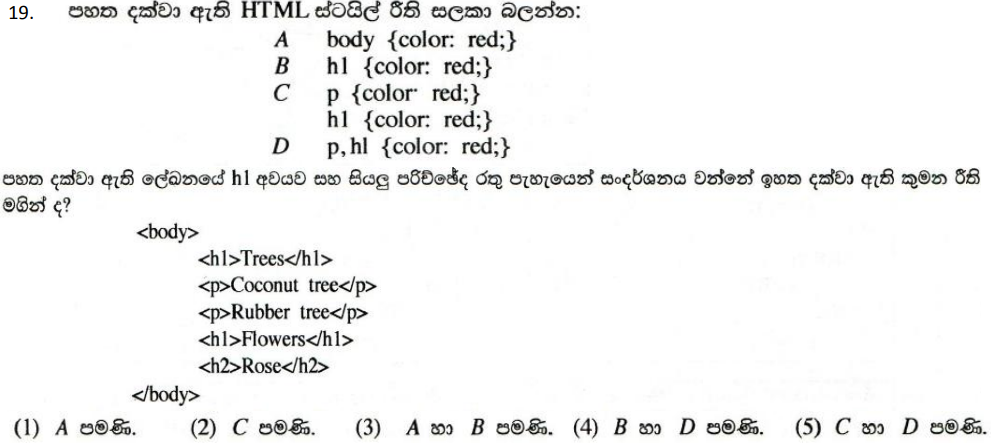 19. පහත දක්වා ඇති HTML ස්ටයිල් රීති සලකා බලන්න:
A body {color: red;}
B h1 {color: red;}
C p {color· red;}
h1 {color: red;}
D p, h1 {color: red;}
පහත දක්වා ඇති ලේඛනයේ h1 අවයව සහ සියලු පරිච්ඡේද රතු පැහැයෙන් සංදර්ශනය වන්නේ ඉහත දක්වා ඇති කුමන රීති
මගින් ද?
<body>
<h1>Trees</h1>
<p>Coconut tree</p>
<p>Rubber tree</p>
<h1>Flowers</h1>
<h2>Rose</h2>
</body>
(1) A පමණි. (2) C පමණි. (3) A හා B පමණි. (4) B හා D පමණි. (5) C හා D පමණි.